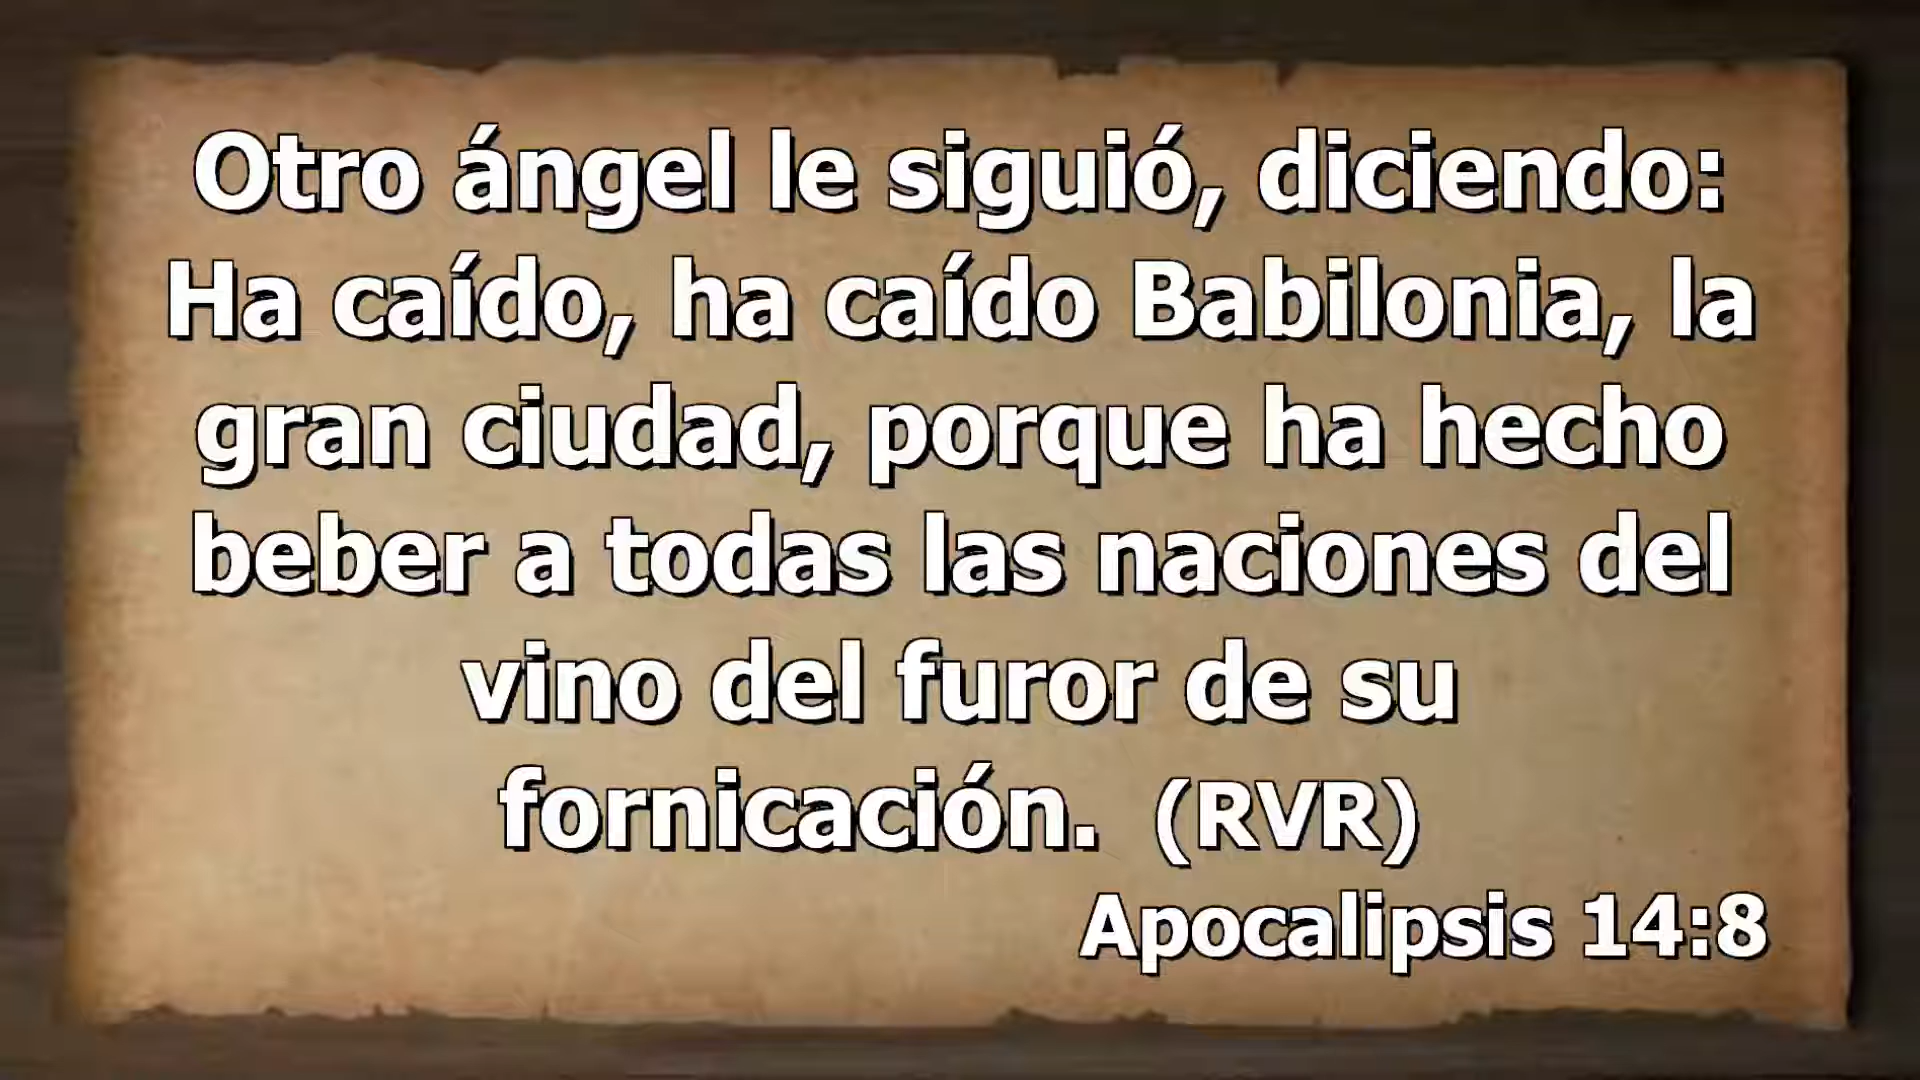 Otro ángel le siguió, diciendo:
Ha caído, ha caído Babilonia, la
gran ciudad, porque ha hecho
beber a todas las naciones del
vino del furor de su
fornicación. (RVR)
Apocalipsis 14:8